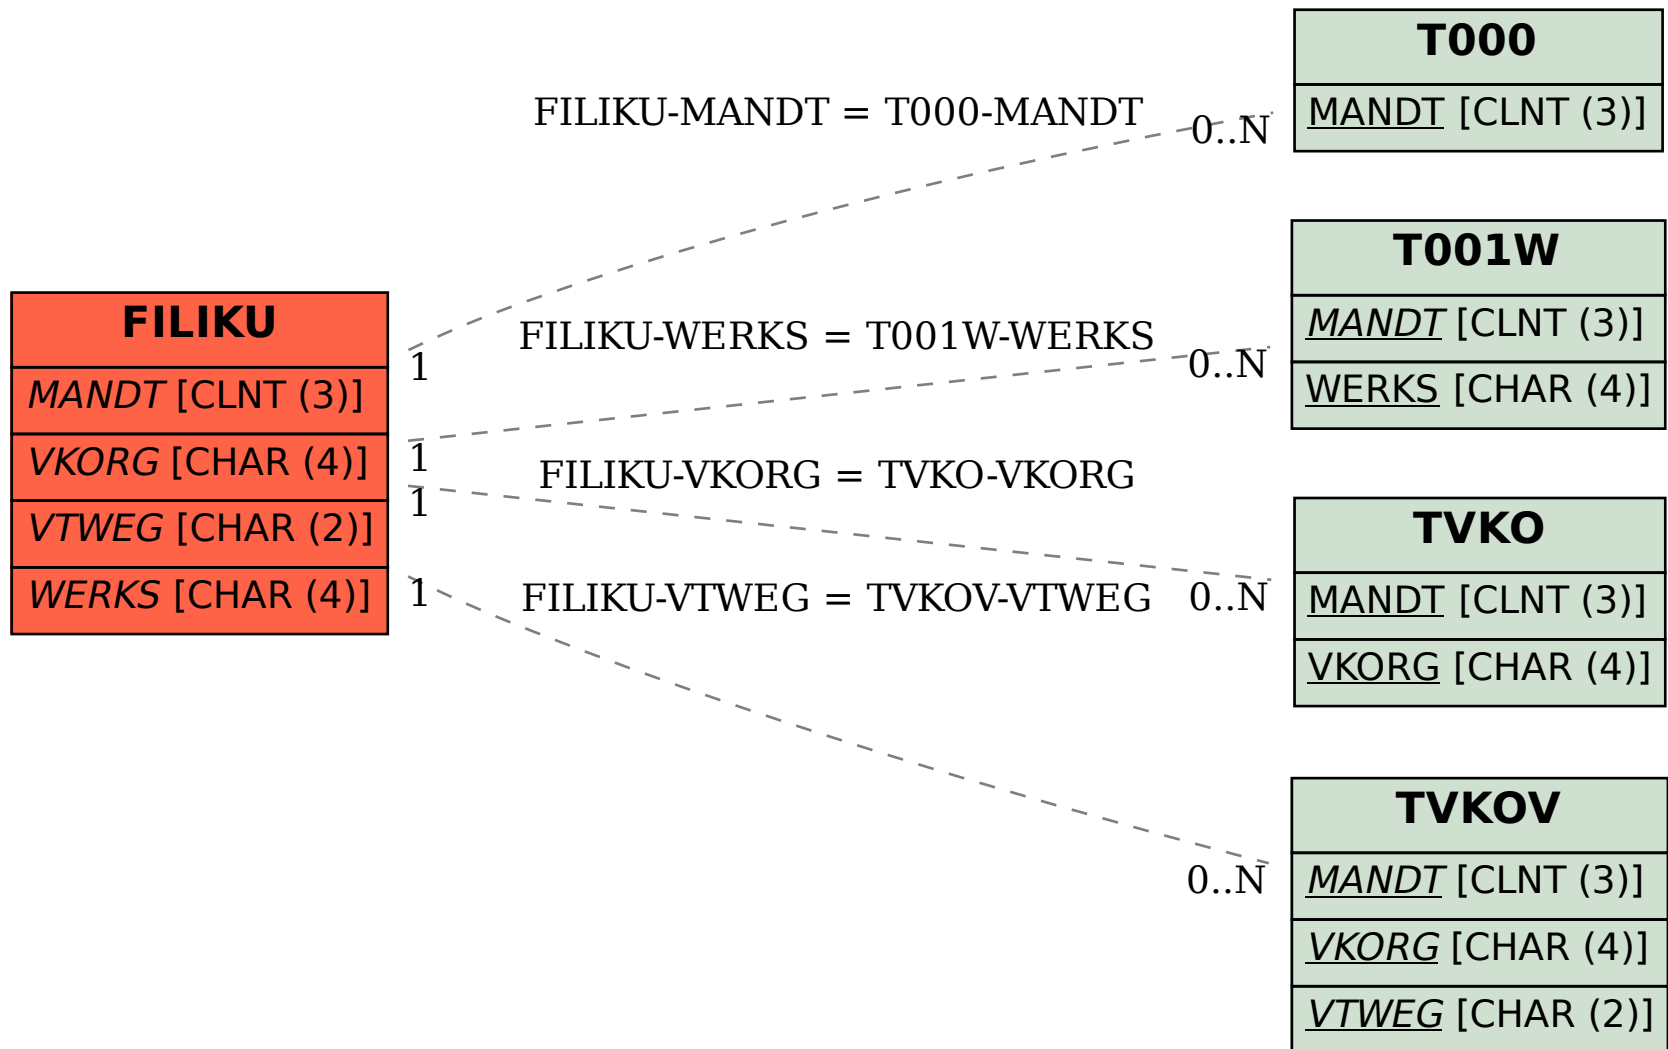 FILIKU
MANDT [CLNT (3)]
VKORG [CHAR (4)]
VTWEG [CHAR (2)]
WERKS [CHAR (4)]
FILIKU-MANDT = T000-MANDT
1
0..N
FILIKU-WERKS = T001W-WERKS
1
0..N
FILIKU-VKORG = TVKO-VKORG
1
0..N
FILIKU-VTWEG = TVKOV-VTWEG
1
0..N
T000
MANDT [CLNT (3)]
T001W
MANDT [CLNT (3)]
WERKS [CHAR (4)]
TVKO
MANDT [CLNT (3)]
VKORG [CHAR (4)]
TVKOV
MANDT [CLNT (3)]
VKORG [CHAR (4)]
VTWEG [CHAR (2)]